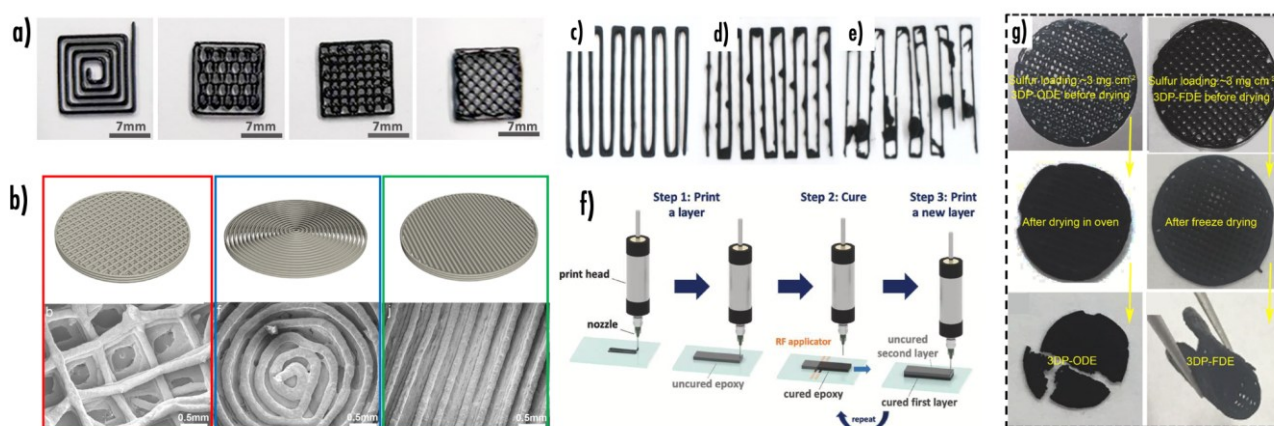 a)
7mm
7mm
7mm
7mm
b)
0.5mm
0.5mm
0.5mm
c)
d)
e)
f)
Step 1: Print
a layer
Step 2: Cure
Step 3: Print
a new layer
print head
nozzle
uncured epoxy
RF applicator
cured epoxy
uncured
second layer
cured first layer
repeat
g)
Sulfur loading ~3 mg cm⁻²
3DP-ODE before drying
Sulfur loading ~3 mg cm⁻²
3DP-FDE before drying
After drying in oven
After freeze drying
3DP-ODE
3DP-FDE